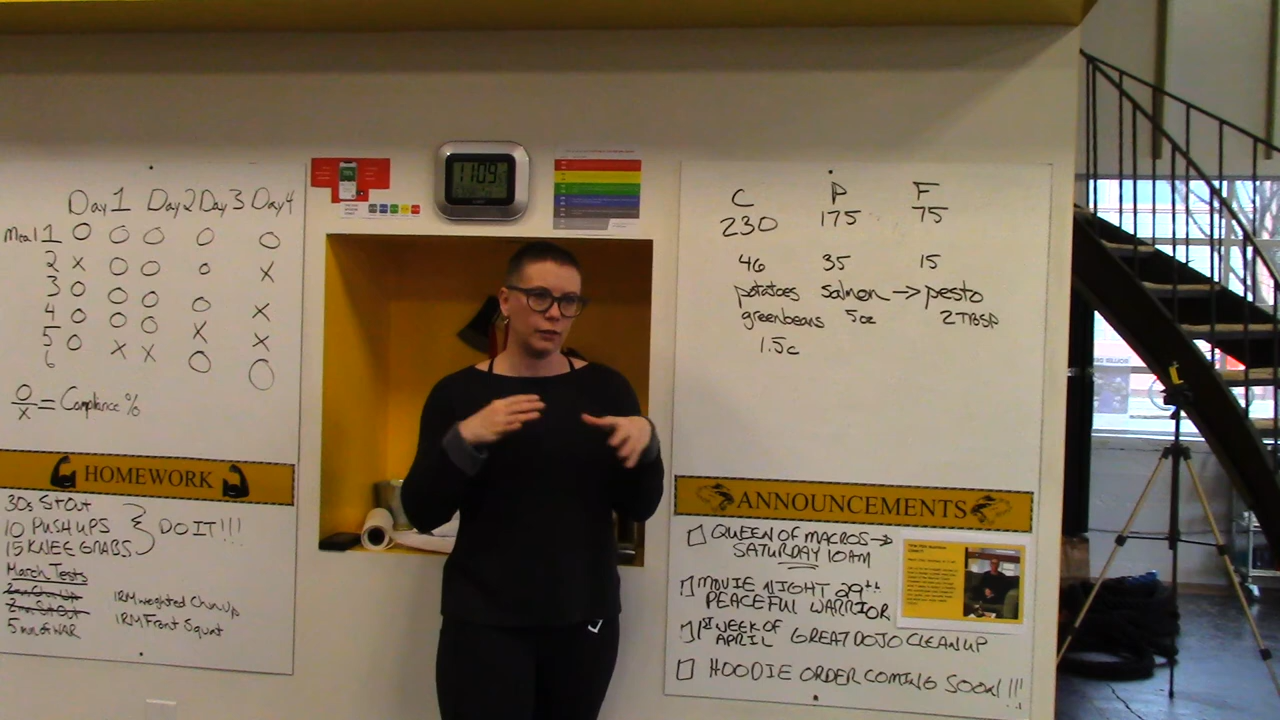 Day 1 Day 2 Day 3 Day 4
Meal 1 O O O O O
2 X O O O X
3 O O O O X
4 O O O X X
5 O X X O O
6
O/X = Compliance %
HOMEWORK
30s St Out
10 PUSH UPS
15 KNEE GRABS
DO IT!!!
March Tests
5 min of WAR
1RM weighted Chin Up
1RM Front Squat
11:09
C P F
230 175 75
46 35 15
potatoes salmon → pesto
greenbeans 5oz 2 TBSP
1.5c
ANNOUNCEMENTS
QUEEN OF MACROS →
SATURDAY 10AM
MOVIE NIGHT 29th
PEACEFUL WARRIOR
1st WEEK OF
APRIL GREAT DOJO CLEAN UP
HOODIE ORDER COMING SOON!!!